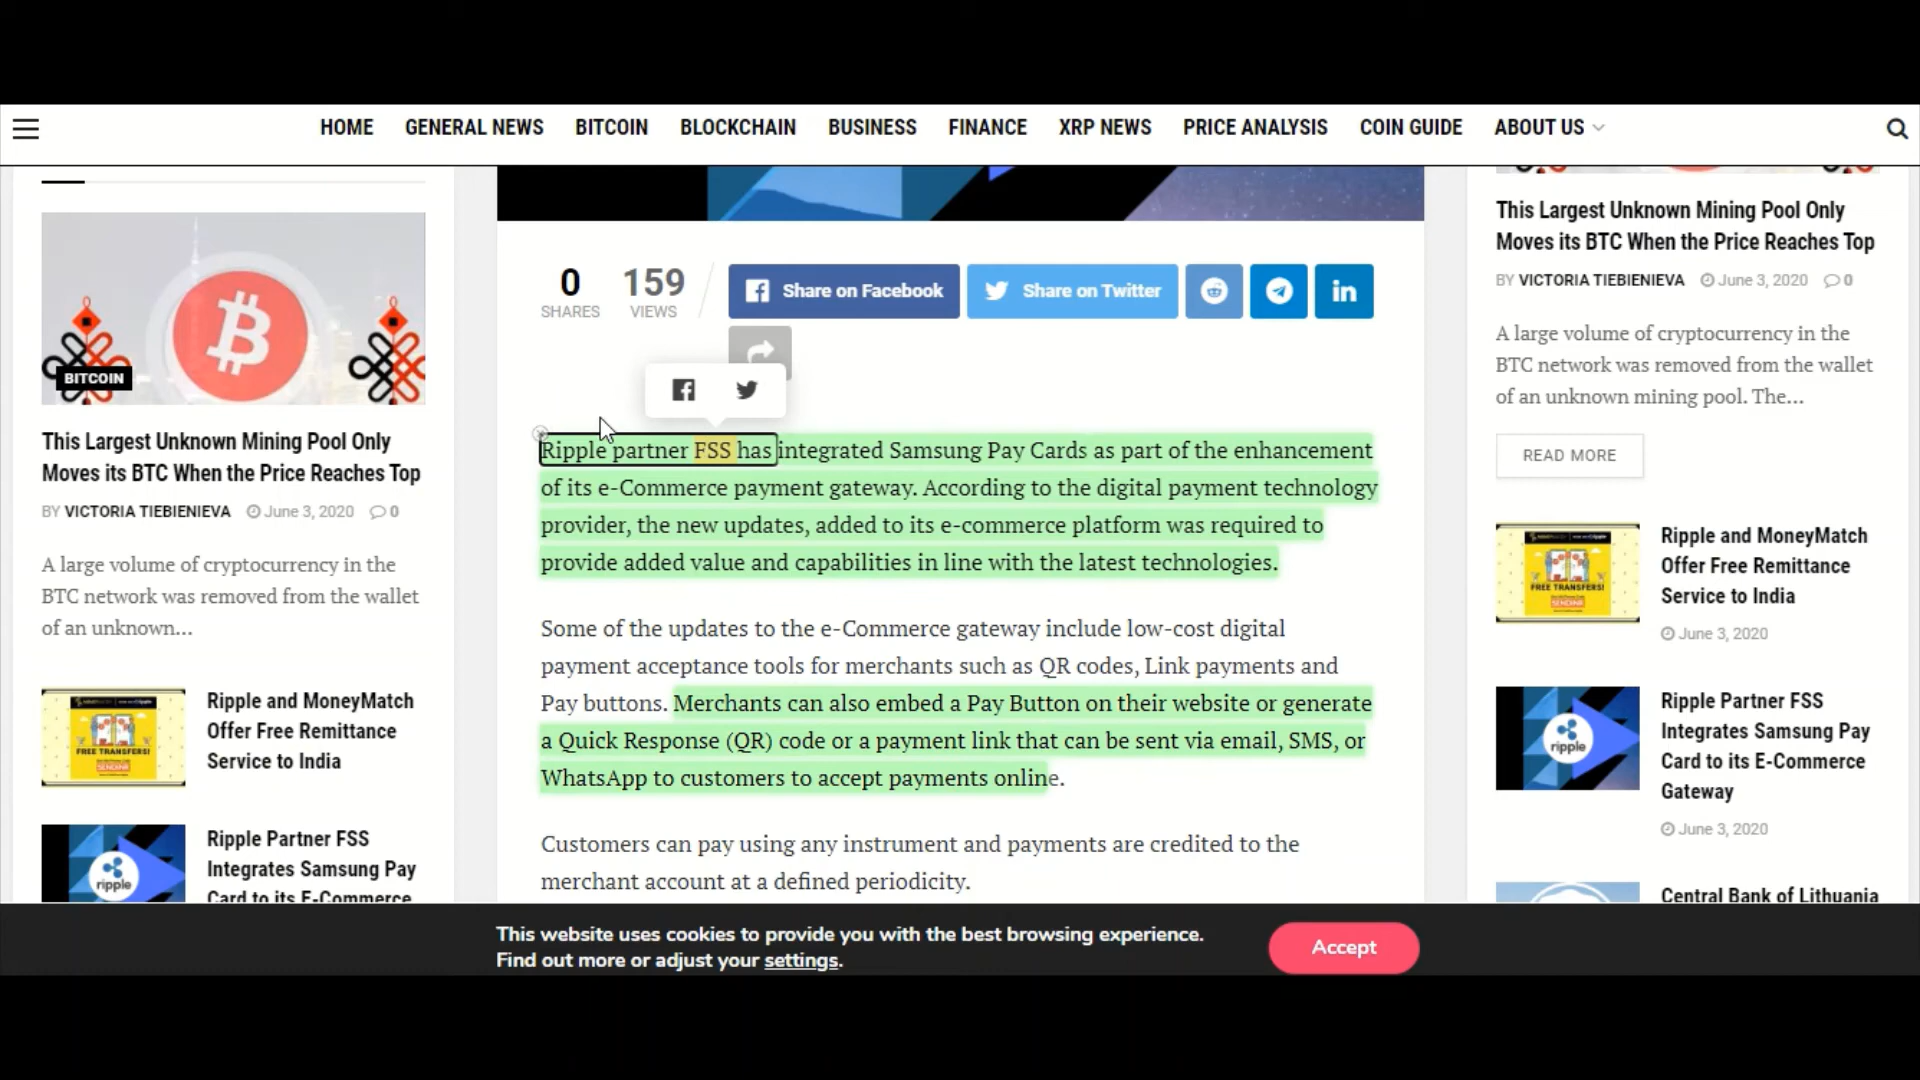 HOME GENERAL NEWS BITCOIN BLOCKCHAIN BUSINESS FINANCE XRP NEWS PRICE ANALYSIS COIN GUIDE ABOUT US
BITCOIN
This Largest Unknown Mining Pool Only
Moves its BTC When the Price Reaches Top
BY VICTORIA TIEBIENIEVA June 3, 2020 0
A large volume of cryptocurrency in the
BTC network was removed from the wallet
of an unknown...
FREE TRANSFERS!
Ripple and MoneyMatch
Offer Free Remittance
Service to India
ripple
Ripple Partner FSS
Integrates Samsung Pay
Card to its E-Commerce
0
SHARES
159
VIEWS
Share on Facebook
Share on Twitter
Ripple partner FSS has integrated Samsung Pay Cards as part of the enhancement
of its e-Commerce payment gateway. According to the digital payment technology
provider, the new updates, added to its e-commerce platform was required to
provide added value and capabilities in line with the latest technologies.
Some of the updates to the e-Commerce gateway include low-cost digital
payment acceptance tools for merchants such as QR codes, Link payments and
Pay buttons. Merchants can also embed a Pay Button on their website or generate
a Quick Response (QR) code or a payment link that can be sent via email, SMS, or
WhatsApp to customers to accept payments online.
Customers can pay using any instrument and payments are credited to the
merchant account at a defined periodicity.
This Largest Unknown Mining Pool Only
Moves its BTC When the Price Reaches Top
BY VICTORIA TIEBIENIEVA June 3, 2020 0
A large volume of cryptocurrency in the
BTC network was removed from the wallet
of an unknown mining pool. The...
READ MORE
FREE TRANSFERS!
Ripple and MoneyMatch
Offer Free Remittance
Service to India
June 3, 2020
ripple
Ripple Partner FSS
Integrates Samsung Pay
Card to its E-Commerce
Gateway
June 3, 2020
Central Bank of Lithuania
This website uses cookies to provide you with the best browsing experience.
Find out more or adjust your settings.
Accept